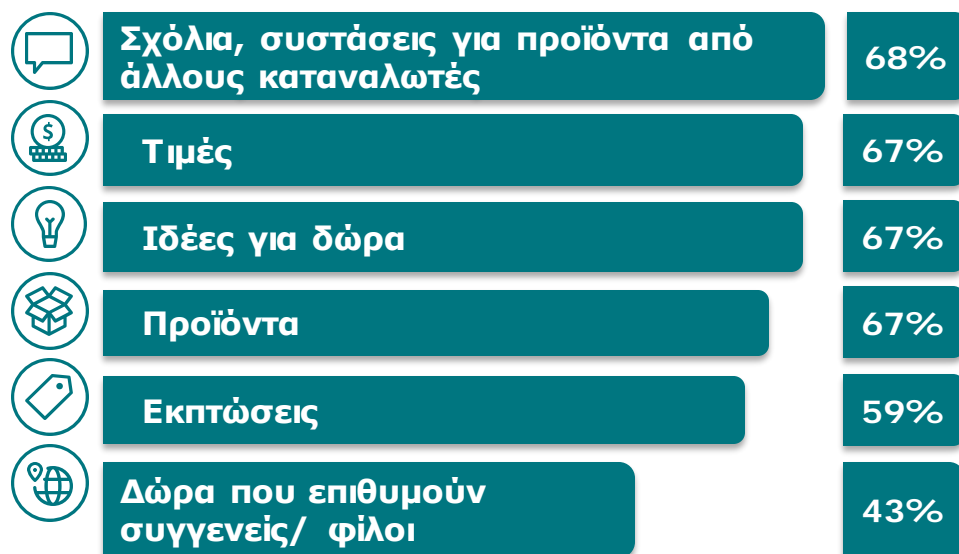 Σχόλια, συστάσεις για προϊόντα από
άλλους καταναλωτές
68%
$
Τιμές
67%
Ιδέες για δώρα
67%
Προϊόντα
67%
Εκπτώσεις
59%
Δώρα που επιθυμούν
συγγενείς/ φίλοι
43%